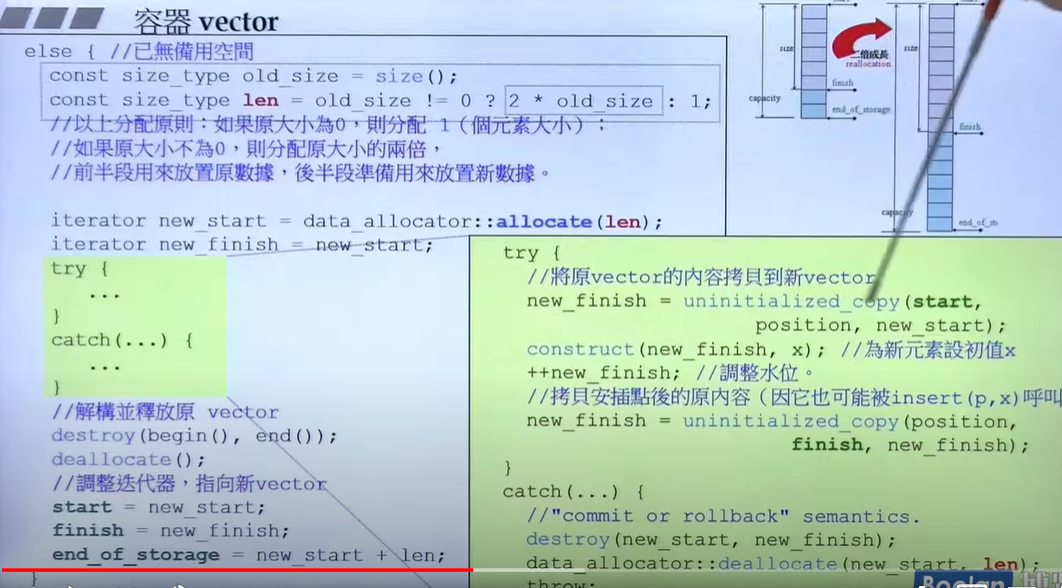 容器 vector
else { //已無備用空間
const size_type old_size = size();
const size_type len = old_size != 0 ? 2 * old_size : 1;
//以上分配原則：如果原大小為0，則分配 1（個元素大小）；
//如果原大小不為0，則分配原大小的兩倍，
//前半段用來放置原數據，後半段準備用來放置新數據。
iterator new_start = data_allocator::allocate(len);
iterator new_finish = new_start;
try {
...
}
catch(...) {
...
}
//解構並釋放原 vector
destroy(begin(), end());
deallocate();
//調整迭代器，指向新vector
start = new_start;
finish = new_finish;
end_of_storage = new_start + len;
}
try {
//將原vector的內容拷貝到新vector
new_finish = uninitialized_copy(start,
position, new_start);
construct(new_finish, x); //為新元素設初值x
++new_finish; //調整水位。
//拷貝安插點後的原內容（因它也可能被insert(p,x)呼叫
new_finish = uninitialized_copy(position,
finish, new_finish);
}
catch(...) {
//"commit or rollback" semantics.
destroy(new_start, new_finish);
data_allocator::deallocate(new_start, len);
throw;
size
capacity
finish
end_of_storage
二倍成長
reallocation
size
capacity
finish
end_of_sto
Boolan